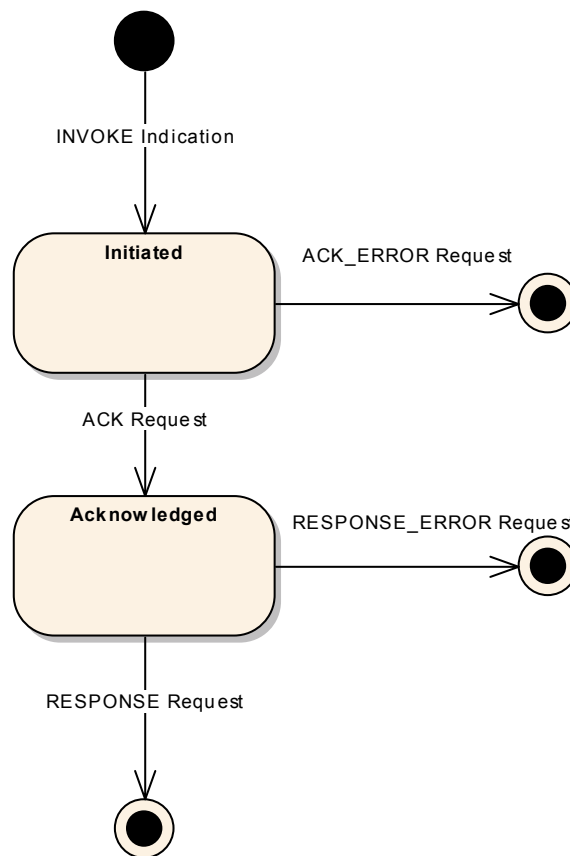 INVOKE Indication
Initiated
ACK_ERROR Request
ACK Request
Acknowledged
RESPONSE_ERROR Request
RESPONSE Request